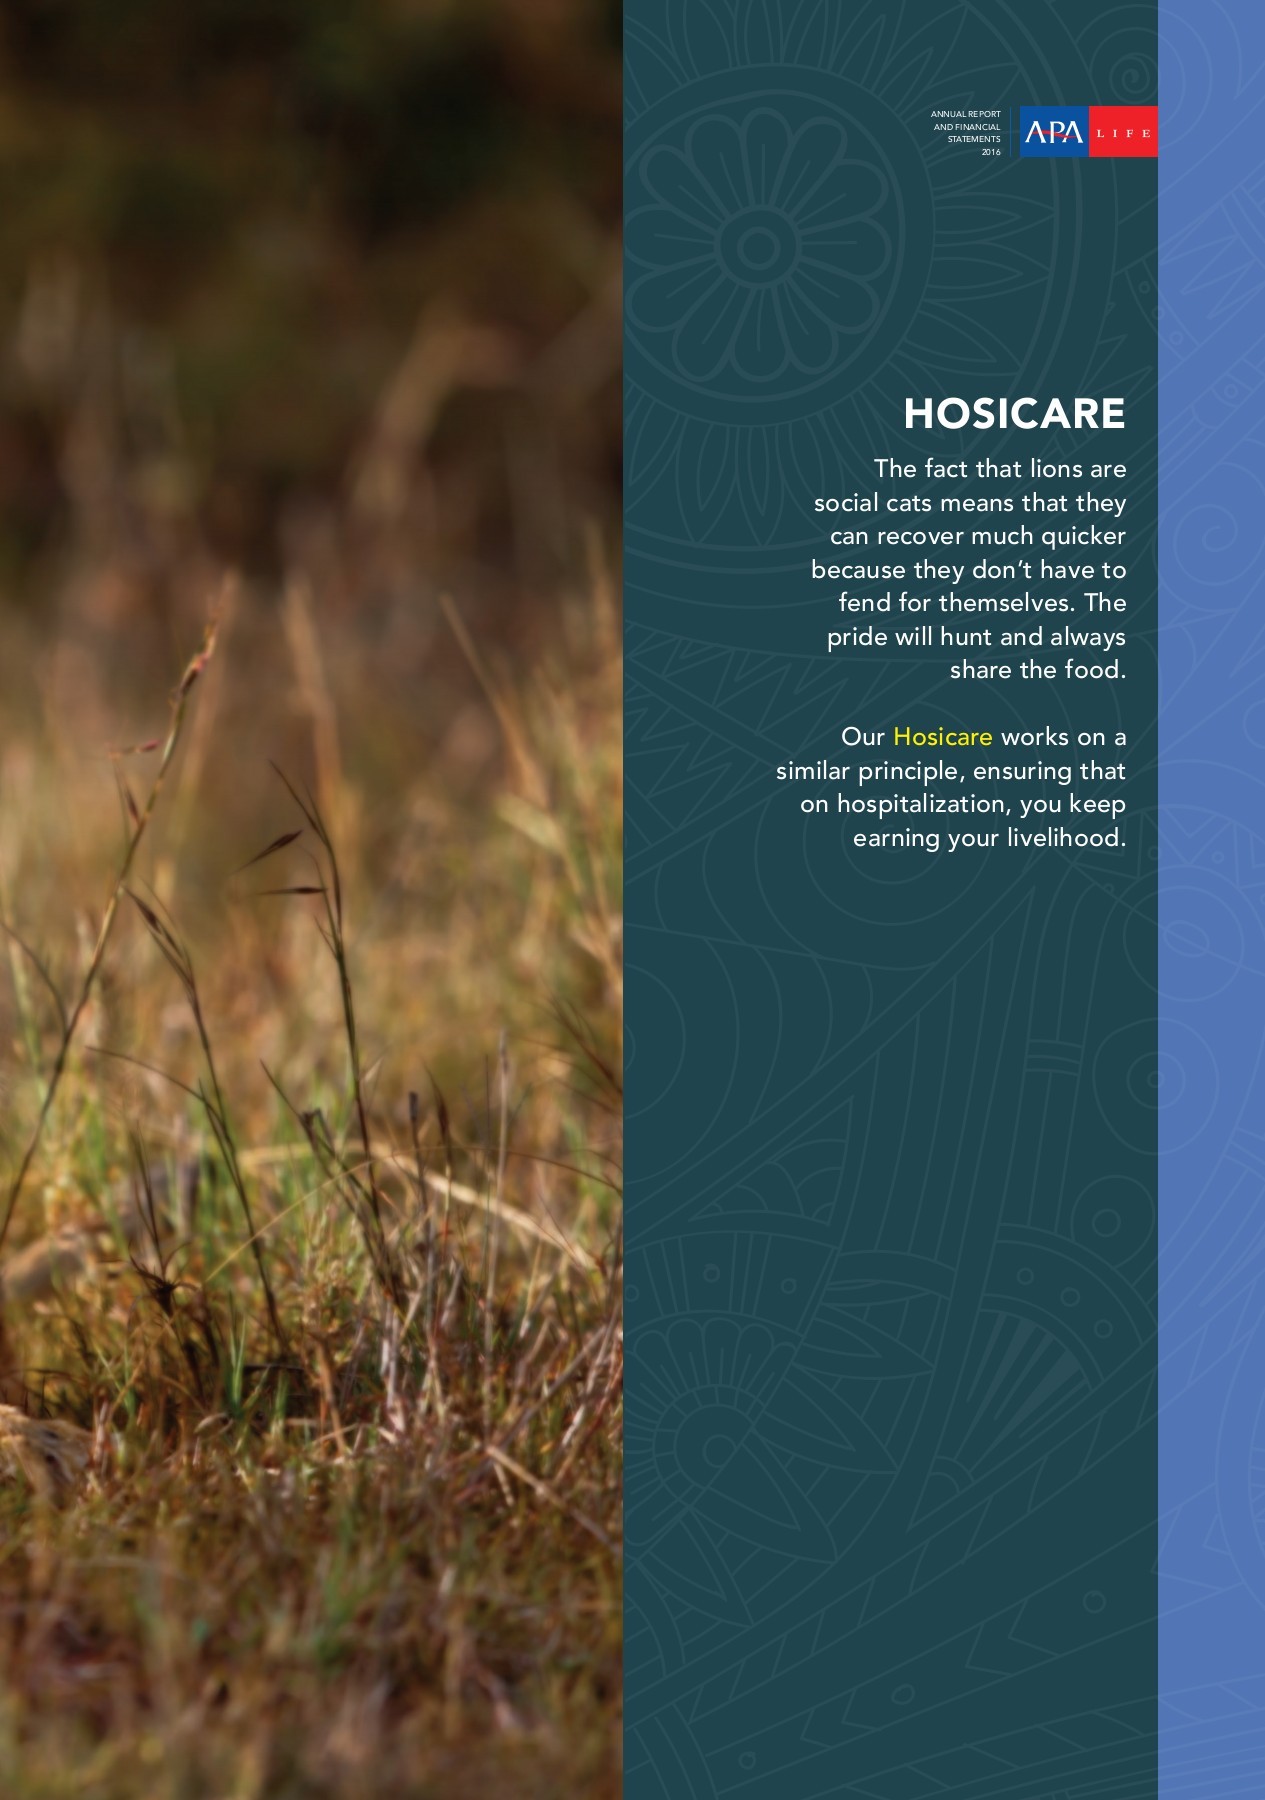 ANNUAL REPORT
AND FINANCIAL
STATEMENTS
2016
APA LIFE
HOSICARE
The fact that lions are
social cats means that they
can recover much quicker
because they don’t have to
fend for themselves. The
pride will hunt and always
share the food.
Our Hosicare works on a
similar principle, ensuring that
on hospitalization, you keep
earning your livelihood.